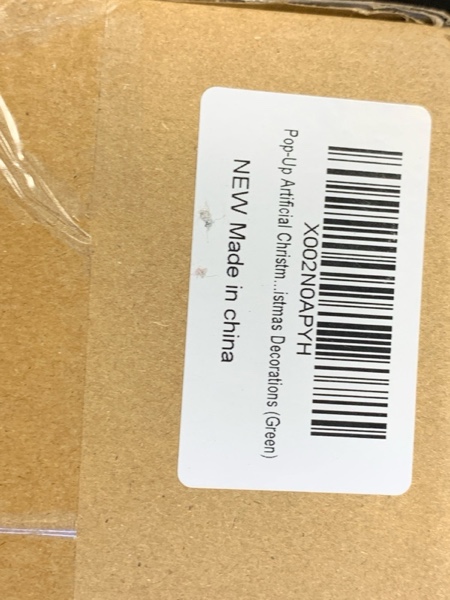 X002N0APYH
Pop-Up Artificial Christm...istmas Decorations (Green)
NEW Made in china